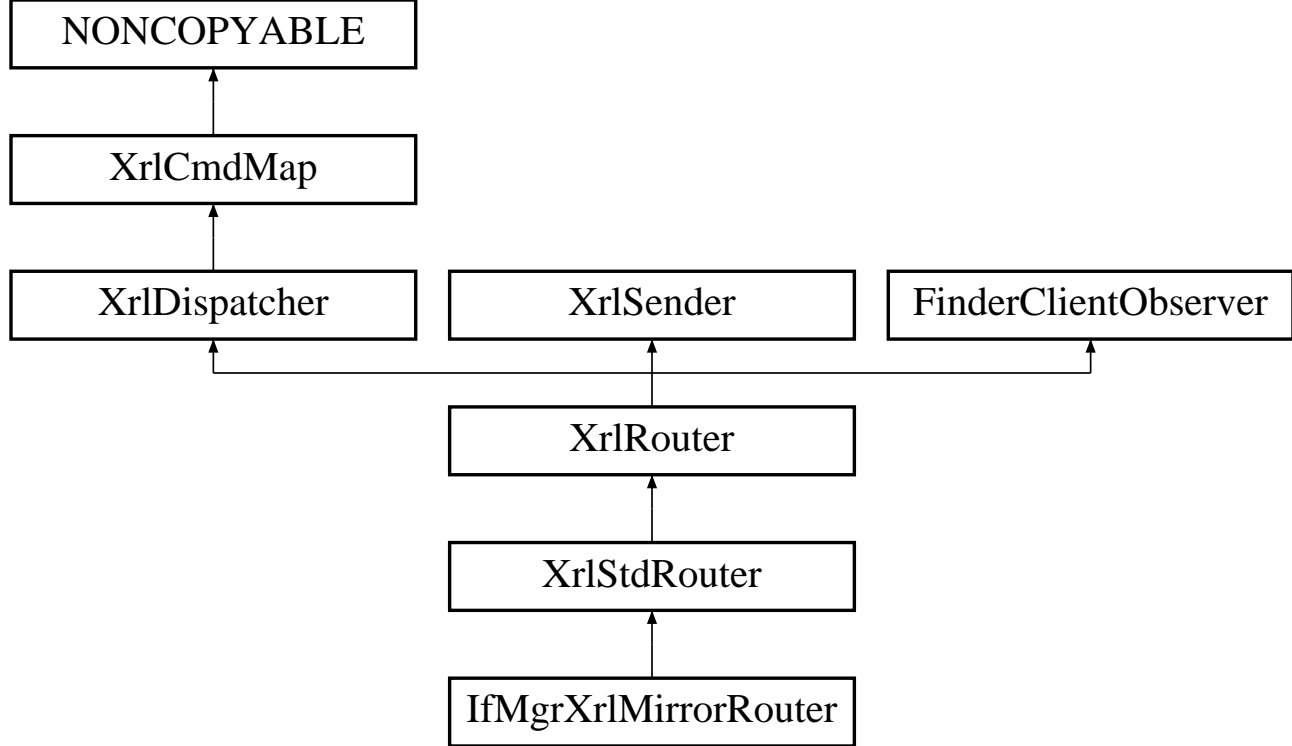 NONCOPYABLE
XrlCmdMap
XrlDispatcher
XrlSender
FinderClientObserver
XrlRouter
XrlStdRouter
IfMgrXrlMirrorRouter